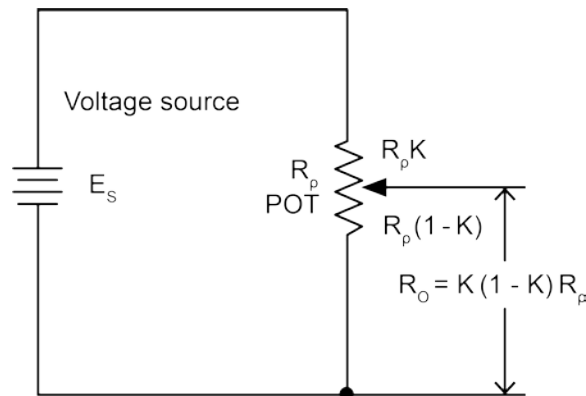 Voltage source
E_S
R_ρ
POT
R_ρK
R_ρ(1 - K)
R_O = K (1 - K) R_ρ